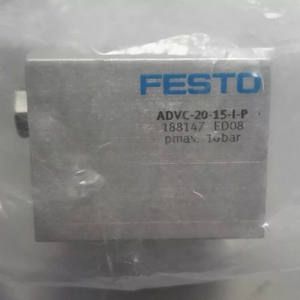 FESTO
ADVC-20-15-I-P
188147 ED08
pmax. 10bar